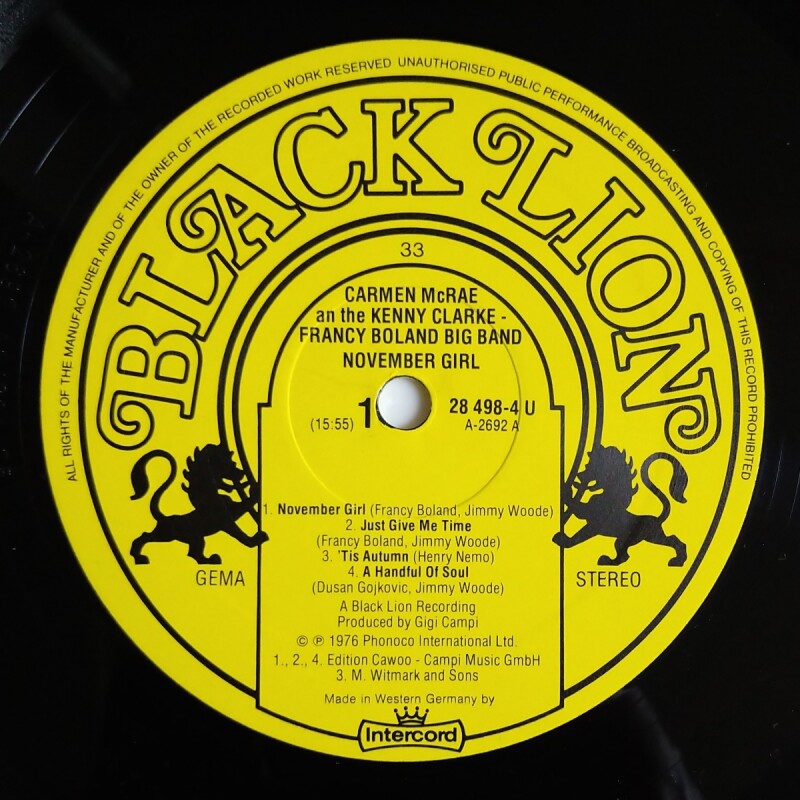 ALL RIGHTS OF THE MANUFACTURER AND OF THE OWNER OF THE RECORDED WORK RESERVED UNAUTHORISED PUBLIC PERFORMANCE BROADCASTING AND COPYING OF THIS RECORD PROHIBITED
BLACK LION
33
CARMEN McRAE
an the KENNY CLARKE -
FRANCY BOLAND BIG BAND
NOVEMBER GIRL
(15:55) 1 28 498-4 U
A-2692 A
1. November Girl (Francy Boland, Jimmy Woode)
2. Just Give Me Time
(Francy Boland, Jimmy Woode)
3. 'Tis Autumn (Henry Nemo)
4. A Handful Of Soul
(Dusan Gojkovic, Jimmy Woode)
GEMA STEREO
A Black Lion Recording
Produced by Gigi Campi
© ℗ 1976 Phonoco International Ltd.
1., 2., 4. Edition Cawoo - Campi Music GmbH
3. M. Witmark and Sons
Made in Western Germany by
Intercord